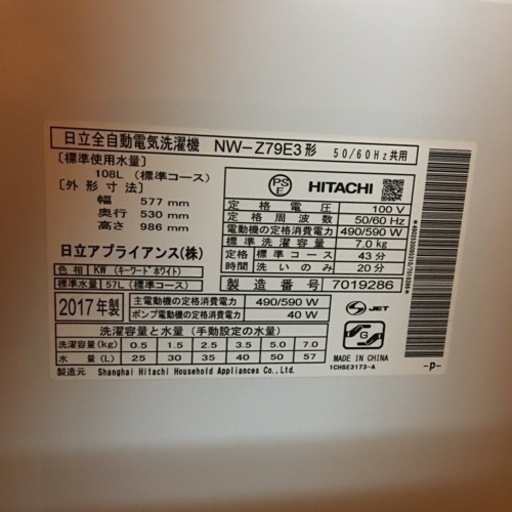 日立全自動電気洗濯機 NW-Z79E3形 50/60Hz共用
〔標準使用水量〕
108L (標準コース)
〔外形寸法〕
幅 577 mm
奥行 530 mm
高さ 986 mm
日立アプライアンス(株)
色相 KW (キーワード ホワイト)
標準水量 57L (標準コース)
PS
E
HITACHI
定格電圧 100 V
定格周波数 50/60 Hz
電動機の定格消費電力 490/590 W
標準洗濯容量 7.0kg
定格時間 標準コース 43分
洗いのみ 20分
製造番号 7019286
2017年製
主電動機の定格消費電力 490/590 W
ポンプ電動機の定格消費電力 40 W
洗濯容量と水量 (手動設定の水量)
洗濯容量(kg) 0.5 1.5 2.5 3.5 5.0 7.0
水量(L) 25 30 35 40 50 57
製造元 Shanghai Hitachi Household Appliances Co., Ltd.
S JET
MADE IN CHINA
1CHSE3173-A
-P-